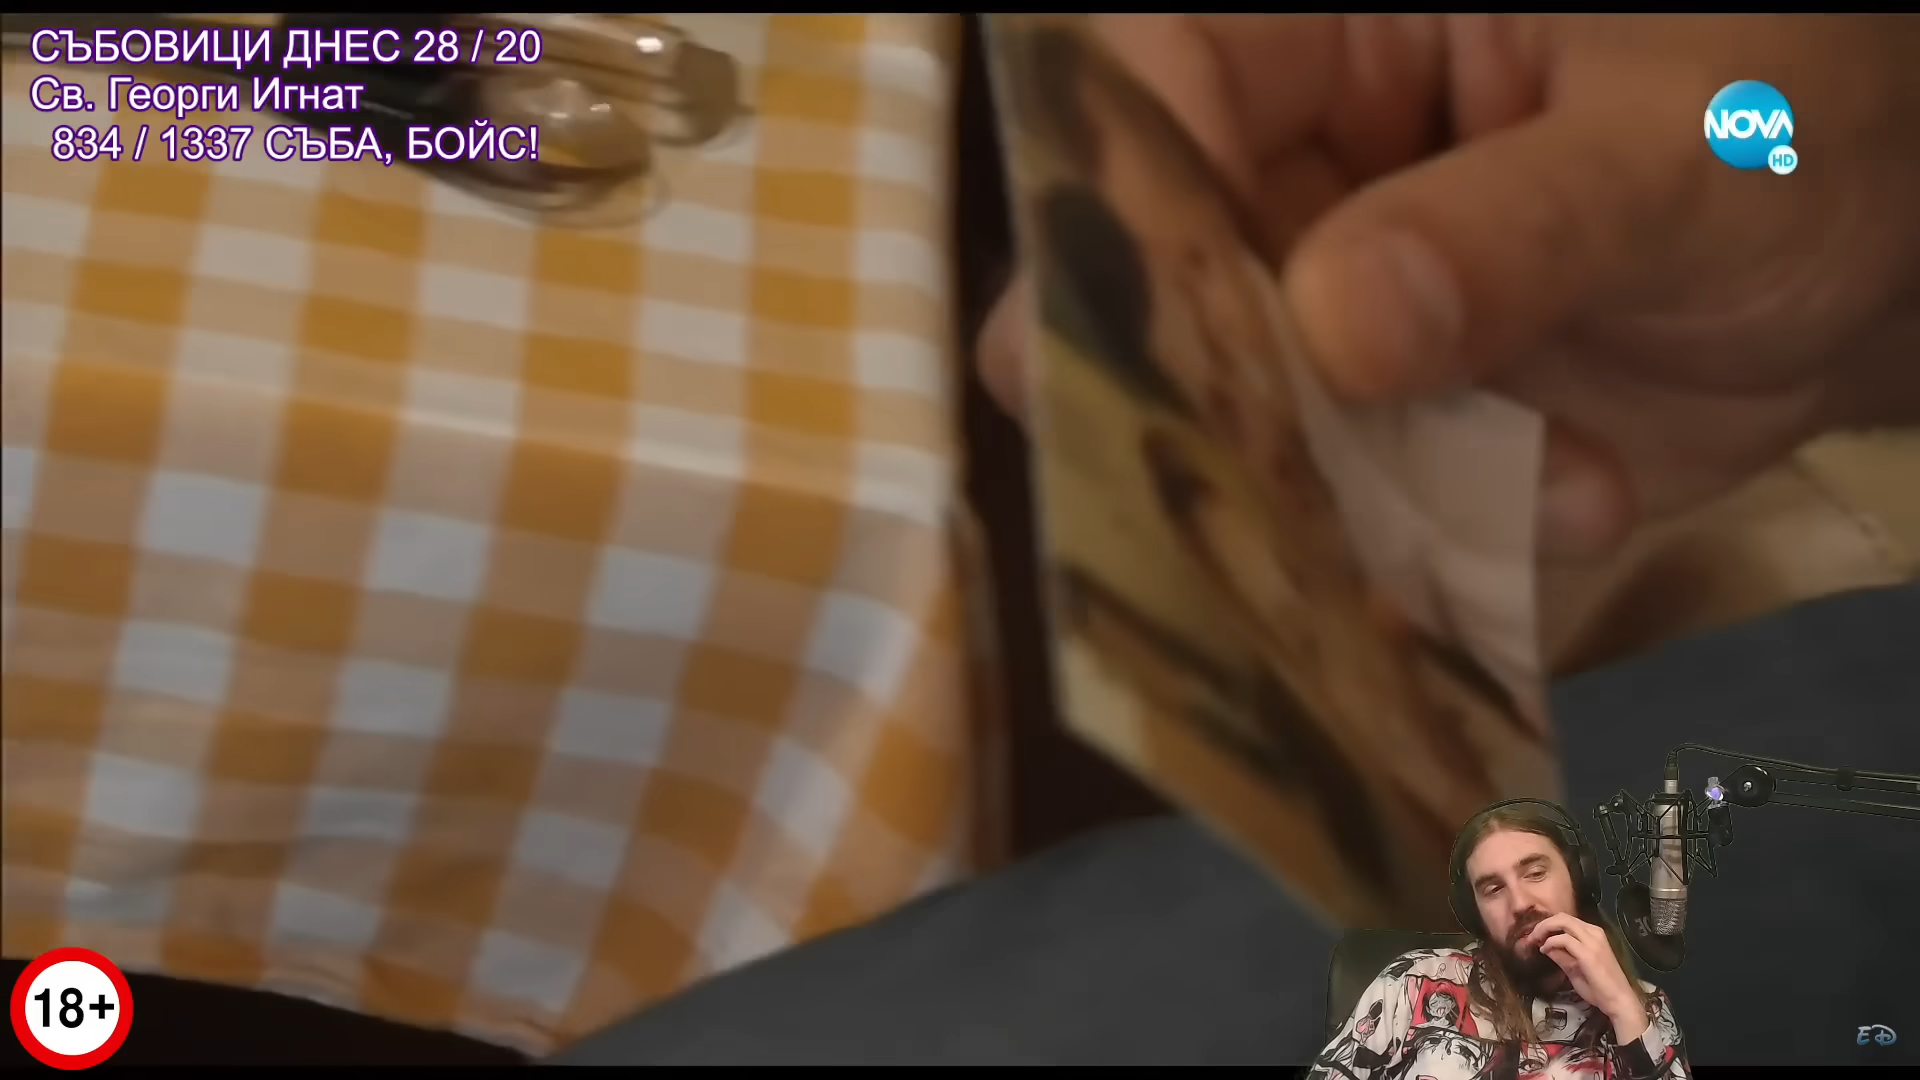 СЪБОВИЦИ ДНЕС 28 / 20
Св. Георги Игнат
834 / 1337 СЪБА, БОЙС!
NOVA
HD
18+